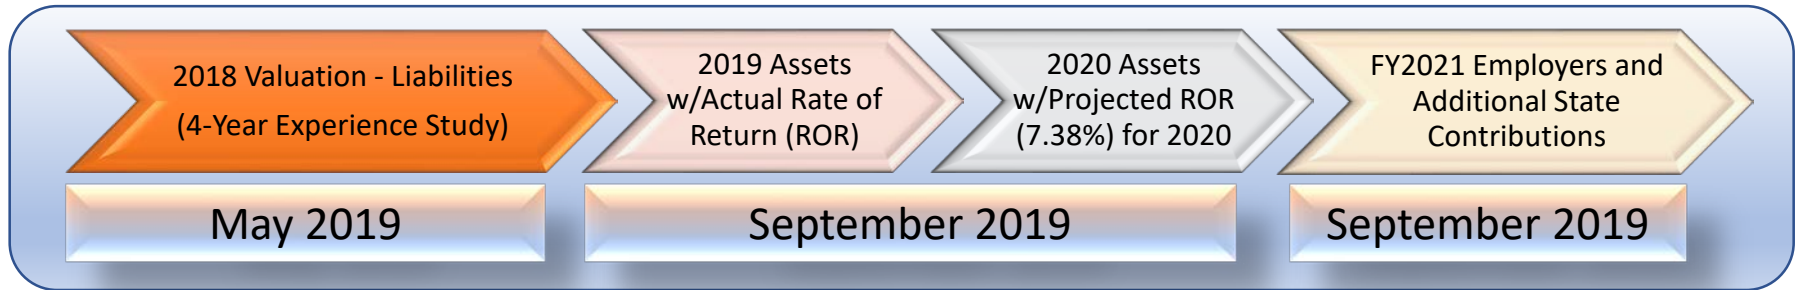 2018 Valuation - Liabilities
(4-Year Experience Study)
2019 Assets
w/Actual Rate of
Return (ROR)
2020 Assets
w/Projected ROR
(7.38%) for 2020
FY2021 Employers and
Additional State
Contributions
May 2019
September 2019
September 2019